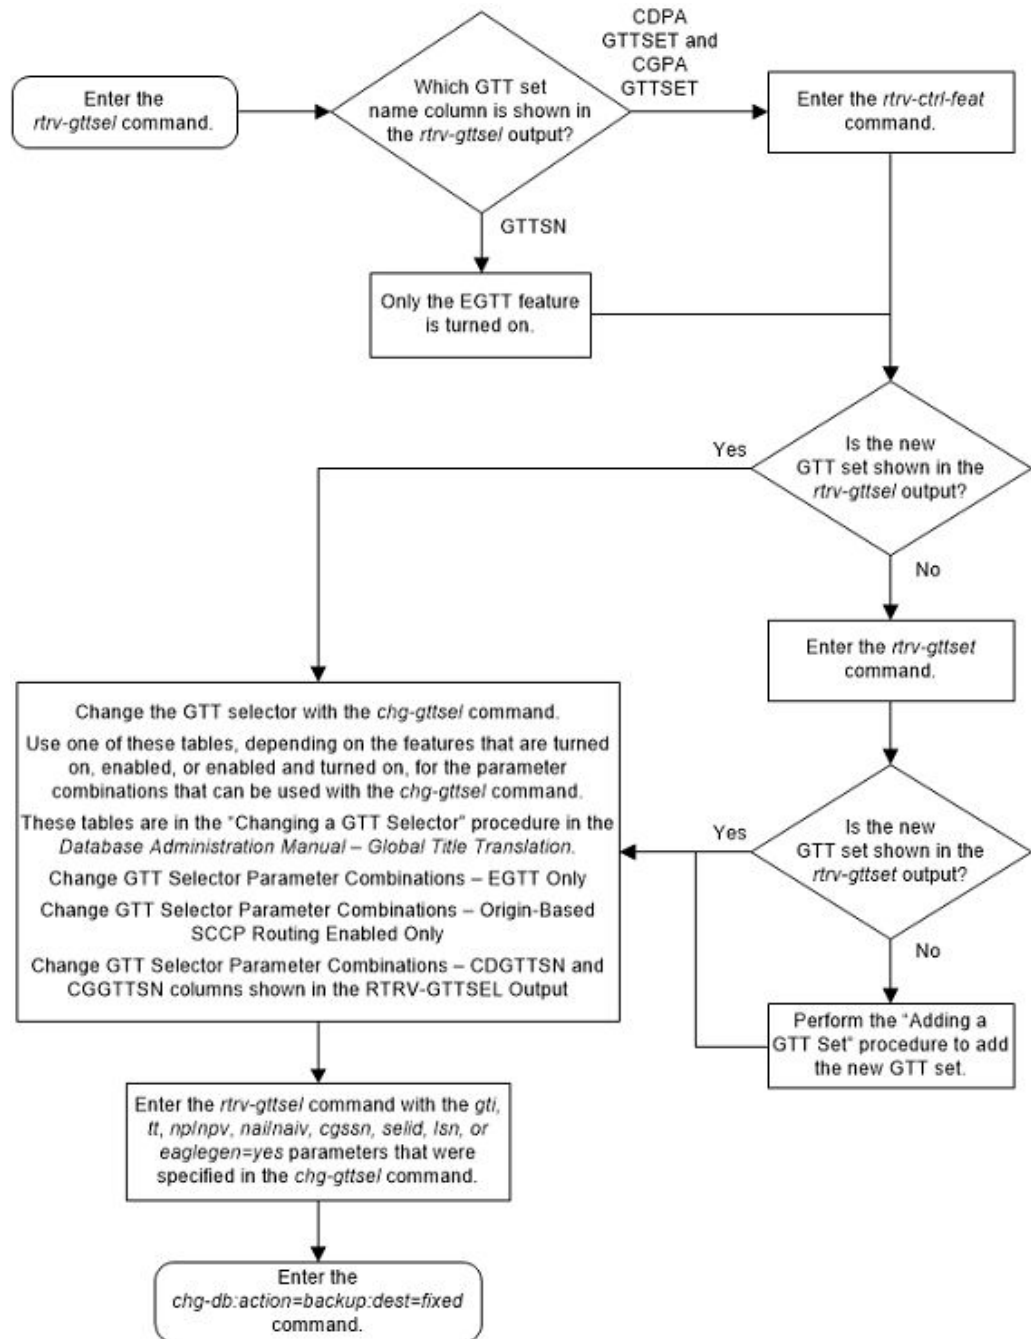 Enter the
rtrv-gttsel command.
Which GTT set
name column is shown in
the rtrv-gttsel output?
CDPA
GTTSET and
CGPA
GTTSET
Enter the rtrv-ctrl-feat
command.
GTTSN
Only the EGTT feature
is turned on.
Is the new
GTT set shown in the
rtrv-gttsel output?
Yes
No
Enter the rtrv-gttset
command.
Is the new
GTT set shown in the
rtrv-gttset output?
Yes
No
Perform the “Adding a
GTT Set” procedure to add
the new GTT set.
Change the GTT selector with the chg-gttsel command.
Use one of these tables, depending on the features that are turned
on, enabled, or enabled and turned on, for the parameter
combinations that can be used with the chg-gttsel command.
These tables are in the “Changing a GTT Selector” procedure in the
Database Administration Manual – Global Title Translation.
Change GTT Selector Parameter Combinations – EGTT Only
Change GTT Selector Parameter Combinations – Origin-Based
SCCP Routing Enabled Only
Change GTT Selector Parameter Combinations – CDGTTSN and
CGGTTSN columns shown in the RTRV-GTTSEL Output
Enter the rtrv-gttsel command with the gti,
tt, np/npv, nai/naiv, cgssn, selid, lsn, or
eaglegen=yes parameters that were
specified in the chg-gttsel command.
Enter the
chg-db:action=backup:dest=fixed
command.